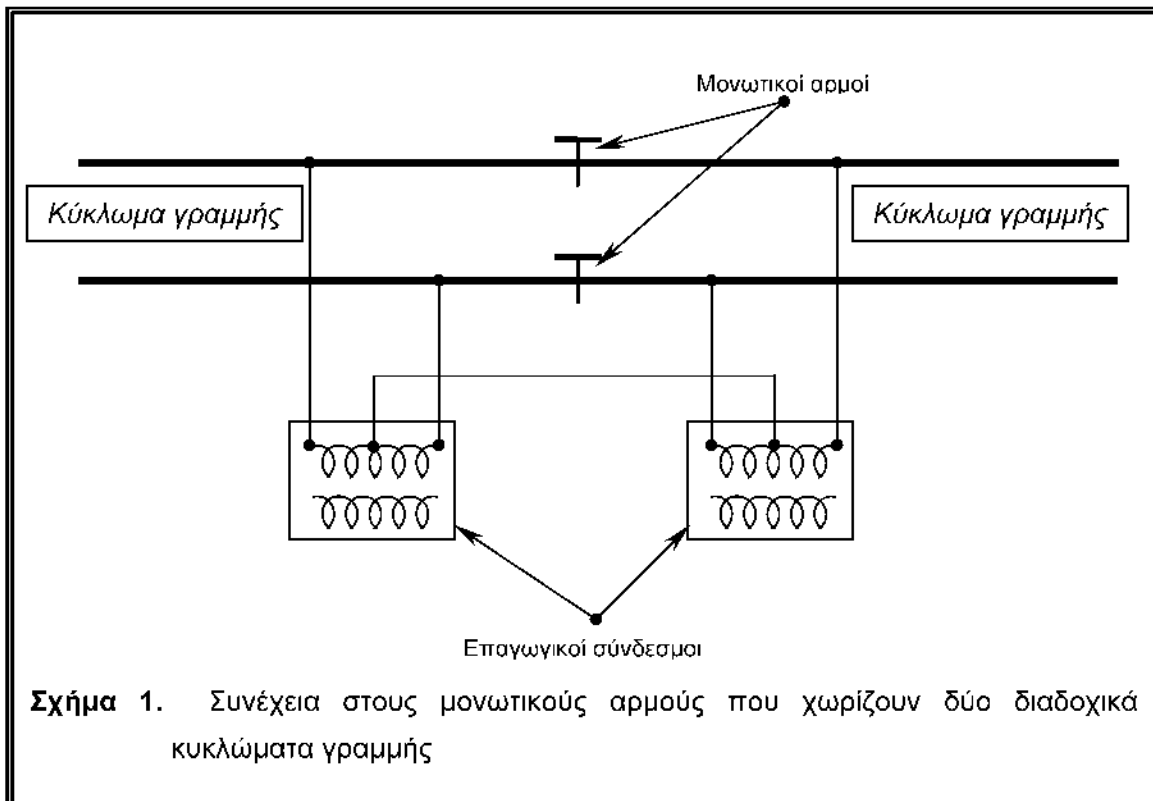 Μονωτικοί αρμοί
Κύκλωμα γραμμής
Κύκλωμα γραμμής
Επαγωγικοί σύνδεσμοι
Σχήμα 1. Συνέχεια στους μονωτικούς αρμούς που χωρίζουν δύο διαδοχικά
κυκλώματα γραμμής